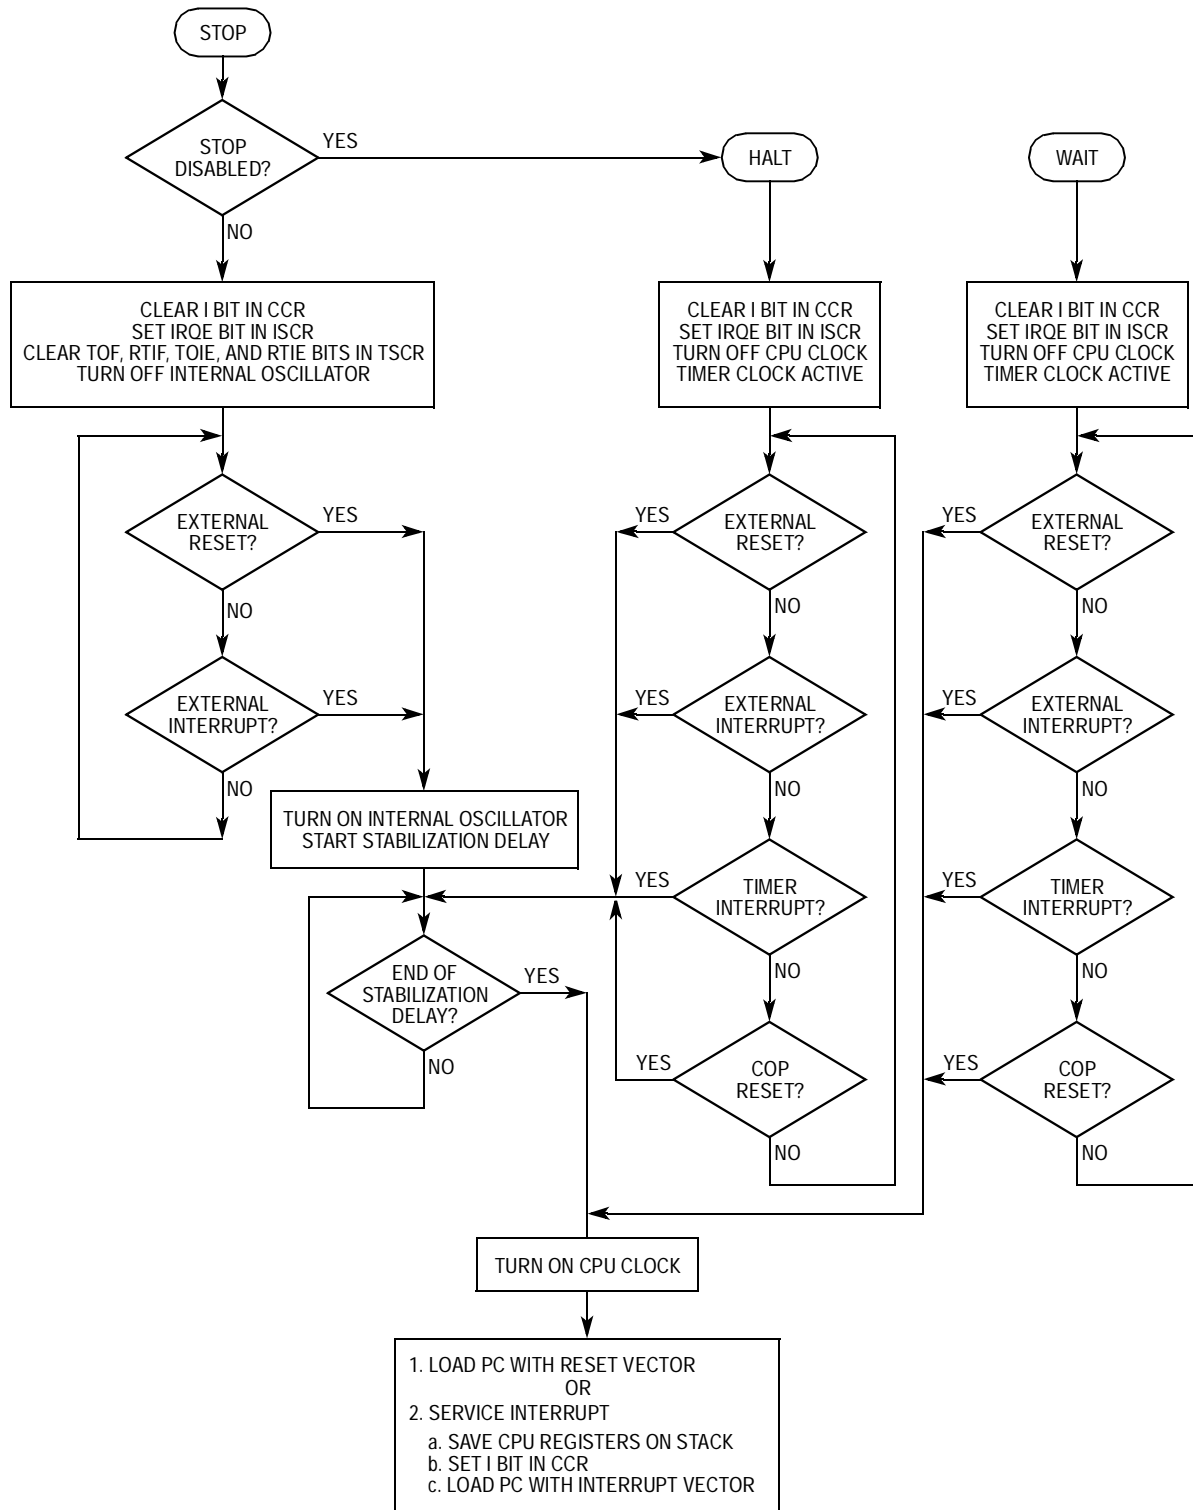 STOP
STOP
DISABLED?
YES
NO
HALT
WAIT
CLEAR I BIT IN CCR
SET IRQE BIT IN ISCR
CLEAR TOF, RTIF, TOIE, AND RTIE BITS IN TSCR
TURN OFF INTERNAL OSCILLATOR
CLEAR I BIT IN CCR
SET IRQE BIT IN ISCR
TURN OFF CPU CLOCK
TIMER CLOCK ACTIVE
CLEAR I BIT IN CCR
SET IRQE BIT IN ISCR
TURN OFF CPU CLOCK
TIMER CLOCK ACTIVE
EXTERNAL
RESET?
YES
NO
EXTERNAL
INTERRUPT?
YES
NO
TURN ON INTERNAL OSCILLATOR
START STABILIZATION DELAY
END OF
STABILIZATION
DELAY?
YES
NO
YES
EXTERNAL
RESET?
NO
YES
EXTERNAL
INTERRUPT?
NO
YES
TIMER
INTERRUPT?
NO
YES
COP
RESET?
NO
YES
EXTERNAL
RESET?
NO
YES
EXTERNAL
INTERRUPT?
NO
YES
TIMER
INTERRUPT?
NO
YES
COP
RESET?
NO
TURN ON CPU CLOCK
1. LOAD PC WITH RESET VECTOR
OR
2. SERVICE INTERRUPT
a. SAVE CPU REGISTERS ON STACK
b. SET I BIT IN CCR
c. LOAD PC WITH INTERRUPT VECTOR